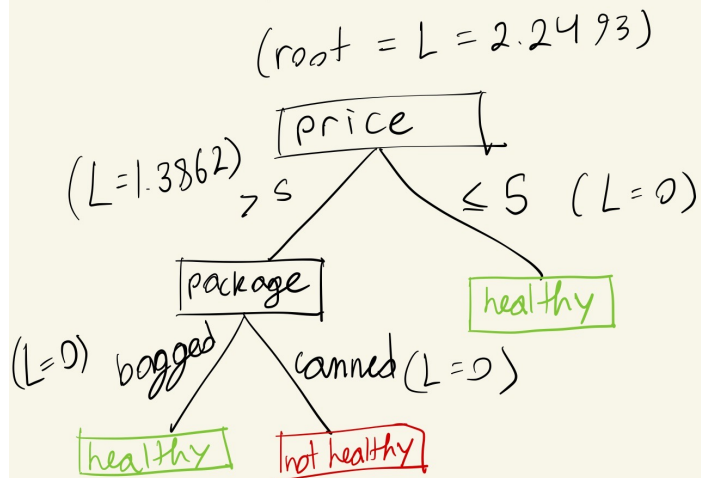 (root = L = 2.2493)
price
(L=1.3862)
> 5
≤ 5 (L=0)
package
healthy
(L=0) bagged
canned (L=0)
healthy
not healthy